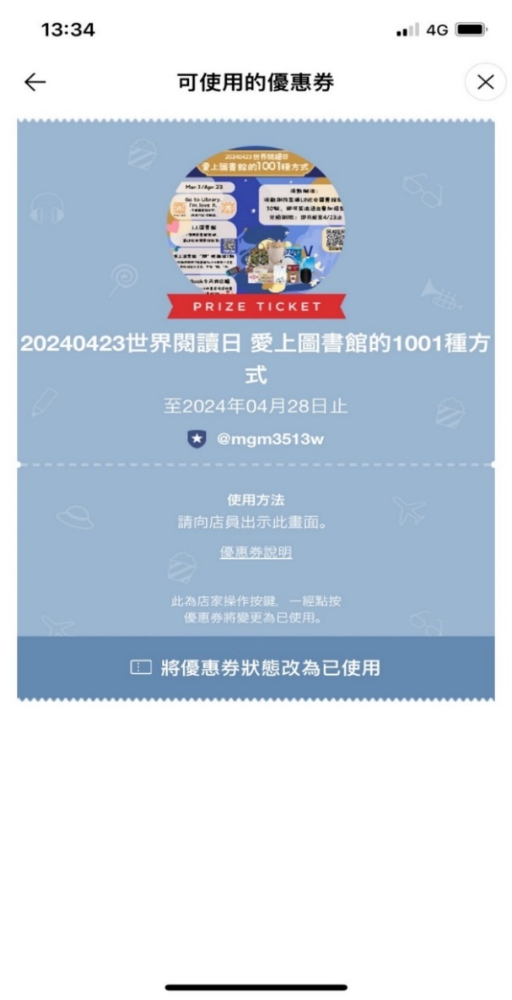 13:34
4G
可使用的優惠券
20240423世界閱讀日
愛上圖書館的1001種方式
Mar.1/Apr.23
Go to Library.
I'm love it.
PRIZE TICKET
20240423世界閱讀日 愛上圖書館的1001種方
式
至2024年04月28日止
@mgm3513w
使用方法
請向店員出示此畫面。
優惠券說明
此為店家操作按鍵，一經點按
優惠券將變更為已使用。
將優惠券狀態改為已使用